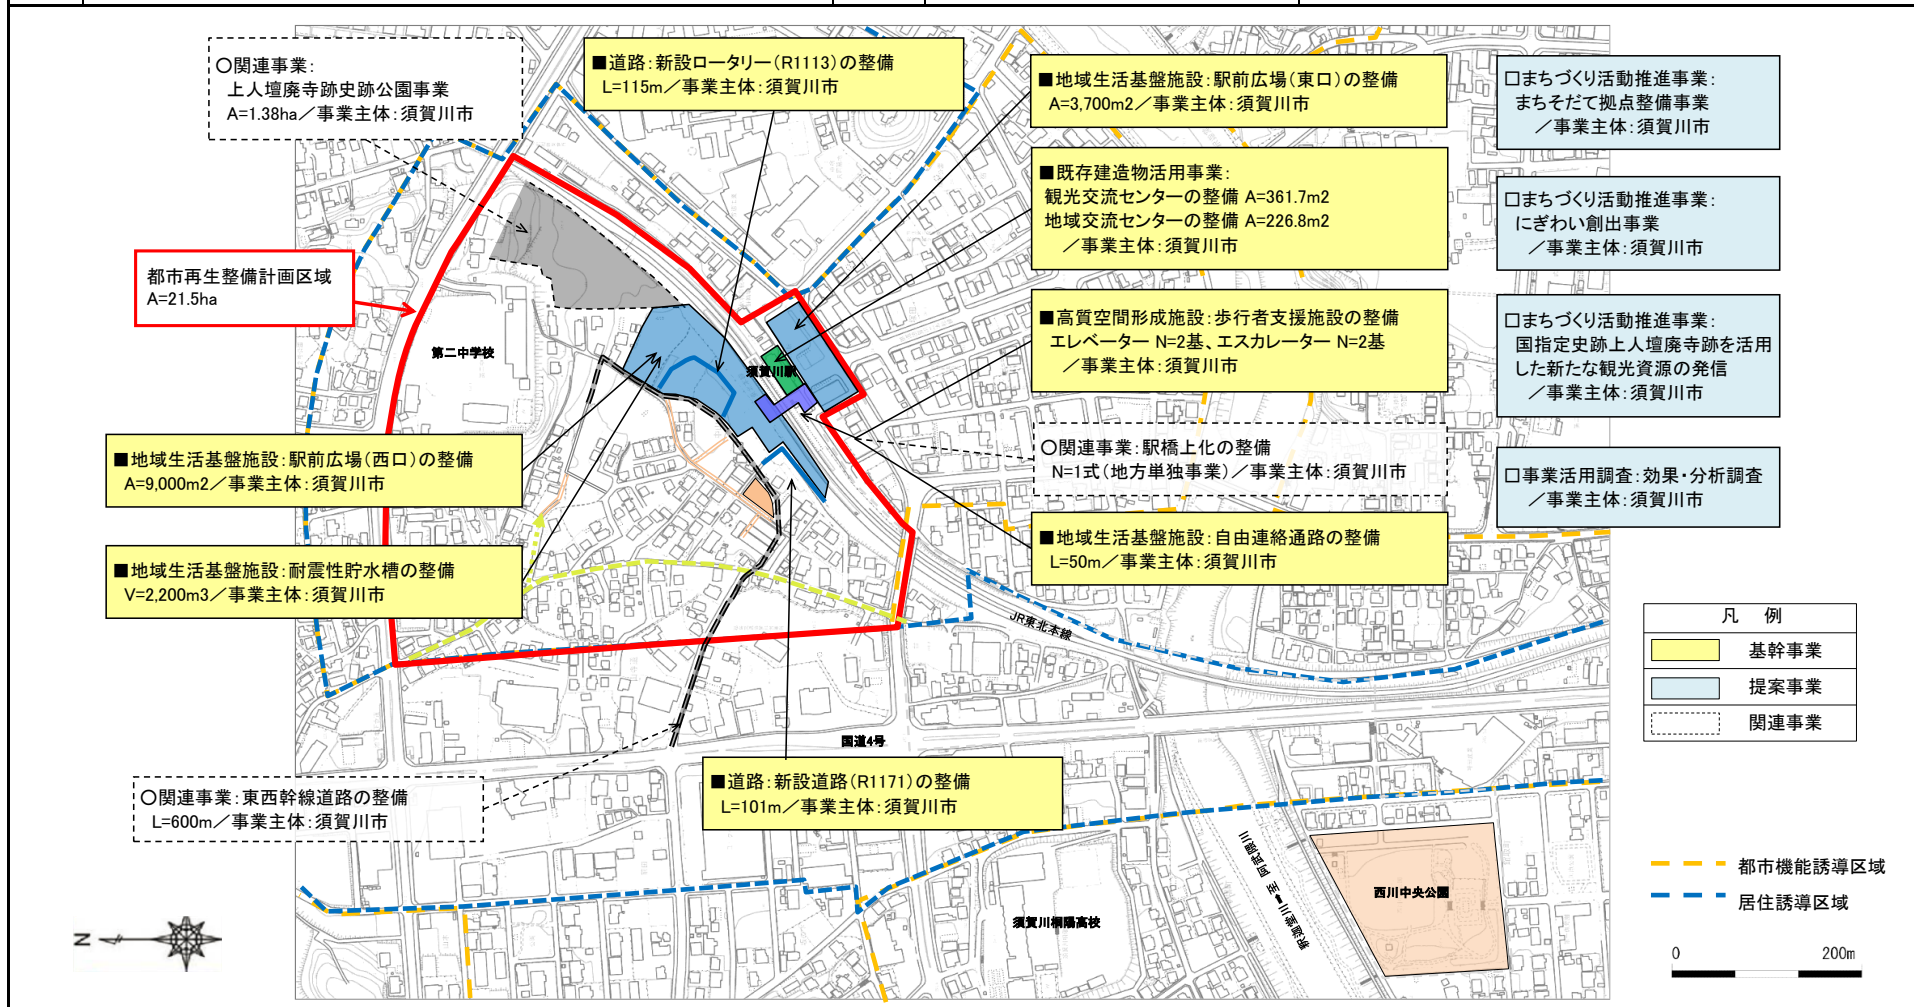 ○関連事業：
上人壇廃寺跡史跡公園事業
A=1.38ha／事業主体：須賀川市
■道路：新設ロータリー（R1113）の整備
L=115m／事業主体：須賀川市
■地域生活基盤施設：駅前広場（東口）の整備
A=3,700m2／事業主体：須賀川市
□まちづくり活動推進事業：
まちそだて拠点整備事業
／事業主体：須賀川市
■既存建造物活用事業：
観光交流センターの整備 A=361.7m2
地域交流センターの整備 A=226.8m2
／事業主体：須賀川市
□まちづくり活動推進事業：
にぎわい創出事業
／事業主体：須賀川市
都市再生整備計画区域
A=21.5ha
■高質空間形成施設：歩行者支援施設の整備
エレベーター N=2基、エスカレーター N=2基
／事業主体：須賀川市
□まちづくり活動推進事業：
国指定史跡上人壇廃寺跡を活用
した新たな観光資源の発信
／事業主体：須賀川市
第二中学校
須賀川駅
■地域生活基盤施設：駅前広場（西口）の整備
A=9,000m2／事業主体：須賀川市
○関連事業：駅橋上化の整備
N=1式（地方単独事業）／事業主体：須賀川市
□事業活用調査：効果・分析調査
／事業主体：須賀川市
■地域生活基盤施設：耐震性貯水槽の整備
V=2,200m3／事業主体：須賀川市
■地域生活基盤施設：自由連絡通路の整備
L=50m／事業主体：須賀川市
JR東北本線
凡 例
基幹事業
提案事業
関連事業
国道4号
○関連事業：東西幹線道路の整備
L=600m／事業主体：須賀川市
■道路：新設道路（R1171）の整備
L=101m／事業主体：須賀川市
釈迦堂川⬅至 阿武隈川
西川中央公園
須賀川桐陽高校
都市機能誘導区域
居住誘導区域
N
0 200m